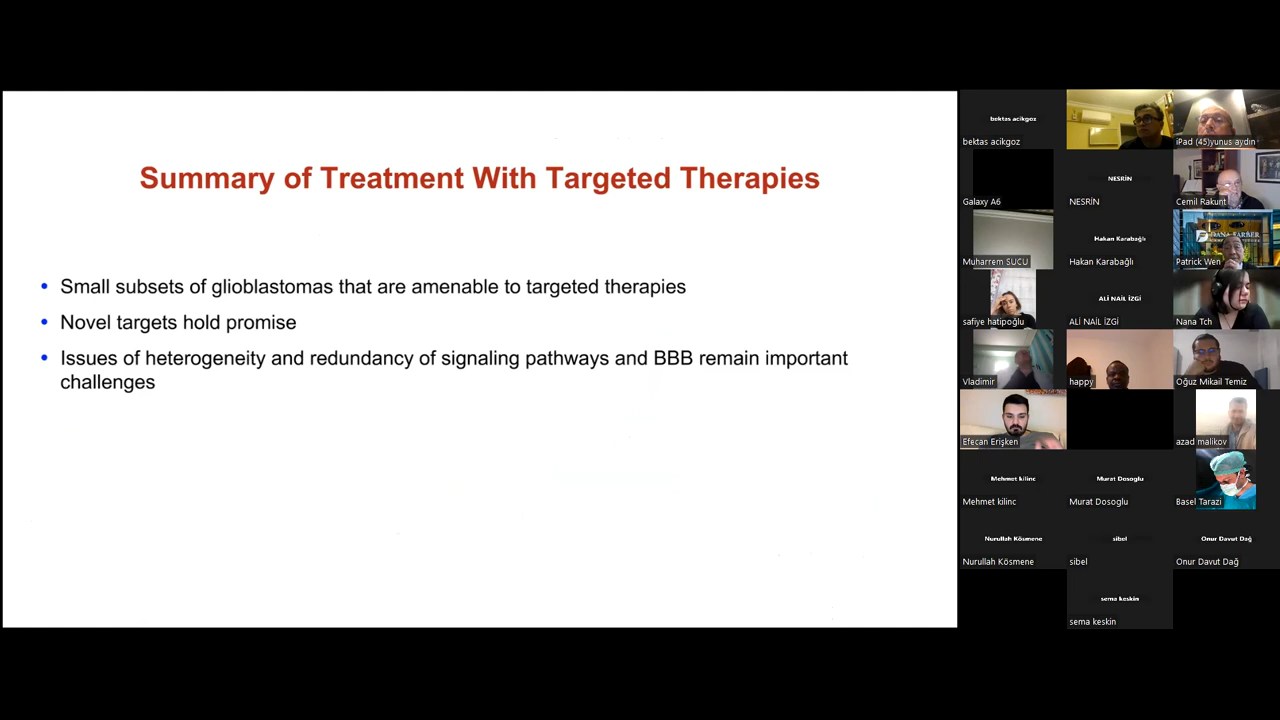 Summary of Treatment With Targeted Therapies
• Small subsets of glioblastomas that are amenable to targeted therapies
• Novel targets hold promise
• Issues of heterogeneity and redundancy of signaling pathways and BBB remain important
challenges
bektas acikgoz
bektas acikgoz
iPad (45)yunus aydın
Galaxy A6
NESRİN
NESRİN
Cemil Rakunt
Muharrem SUCU
Hakan Karabağlı
Hakan Karabağlı
DANA-FARBER
Patrick Wen
safiye hatipoğlu
ALİ NAİL İZGİ
ALİ NAİL İZGİ
Nana Tch
Vladimir
happy
Oğuz Mikail Temiz
Efecan Erişken
azad malikov
Mehmet kilinc
Mehmet kilinc
Murat Dosoglu
Murat Dosoglu
Basel Tarazi
Nurullah Kösmene
Nurullah Kösmene
sibel
sibel
Onur Davut Dağ
Onur Davut Dağ
sema keskin
sema keskin